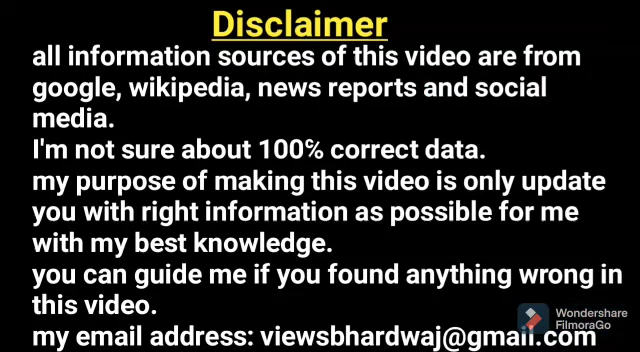 Disclaimer
all information sources of this video are from
google, wikipedia, news reports and social
media.
I'm not sure about 100℅ correct data.
my purpose of making this video is only update
you with right information as possible for me
with my best knowledge.
you can guide me if you found anything wrong in
this video.
my email address: viewsbhardwaj@gmail.com
Wondershare
FilmoraGo